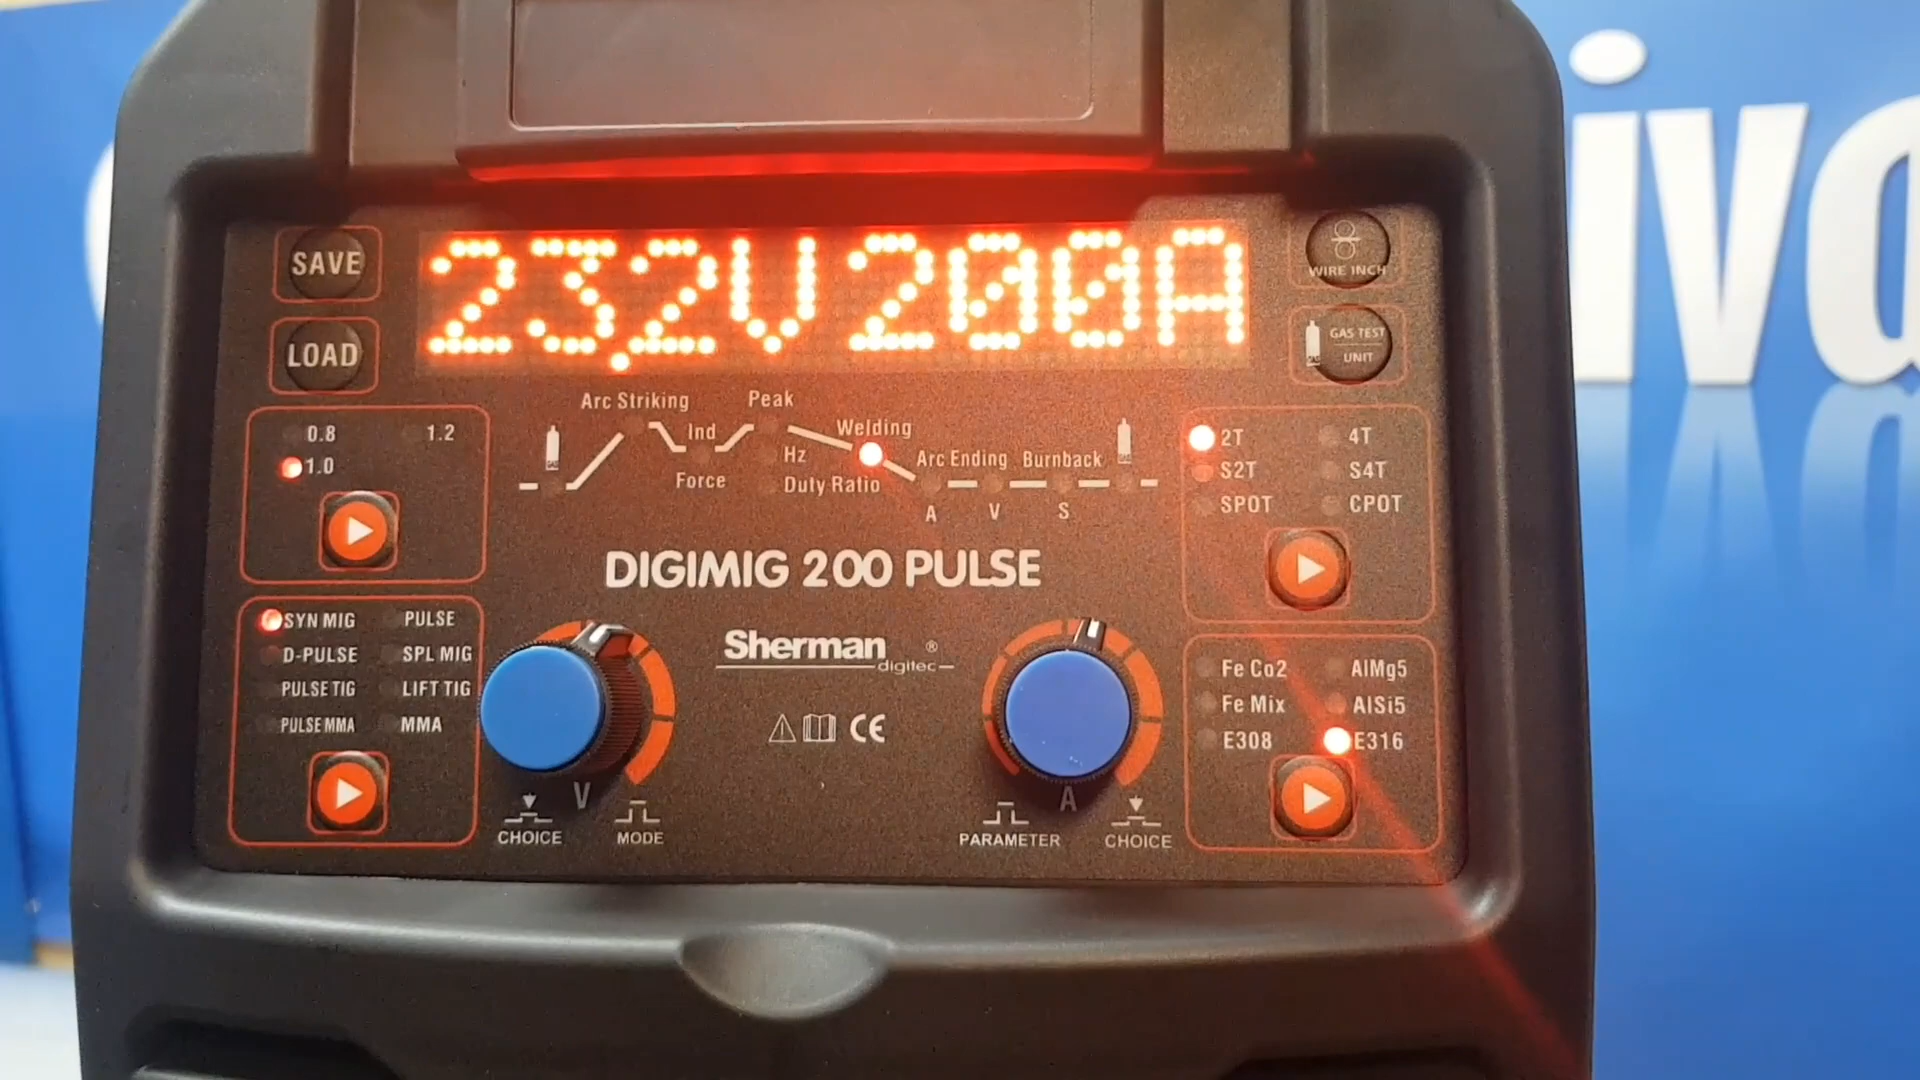 SAVE
23,2V 200A
WIRE INCH
LOAD
GAS TEST
UNIT
Arc Striking
Peak
Ind
Force
Hz
Duty Ratio
Welding
Arc Ending
Burnback
A
V
S
0.8
1.2
1.0
2T
4T
S2T
S4T
SPOT
CPOT
DIGIMIG 200 PULSE
SYN MIG
PULSE
D-PULSE
SPL MIG
PULSE TIG
LIFT TIG
PULSE MMA
MMA
Sherman ®
digitec
CE
Fe Co2
AlMg5
Fe Mix
AlSi5
E308
E316
V
CHOICE
MODE
A
PARAMETER
CHOICE